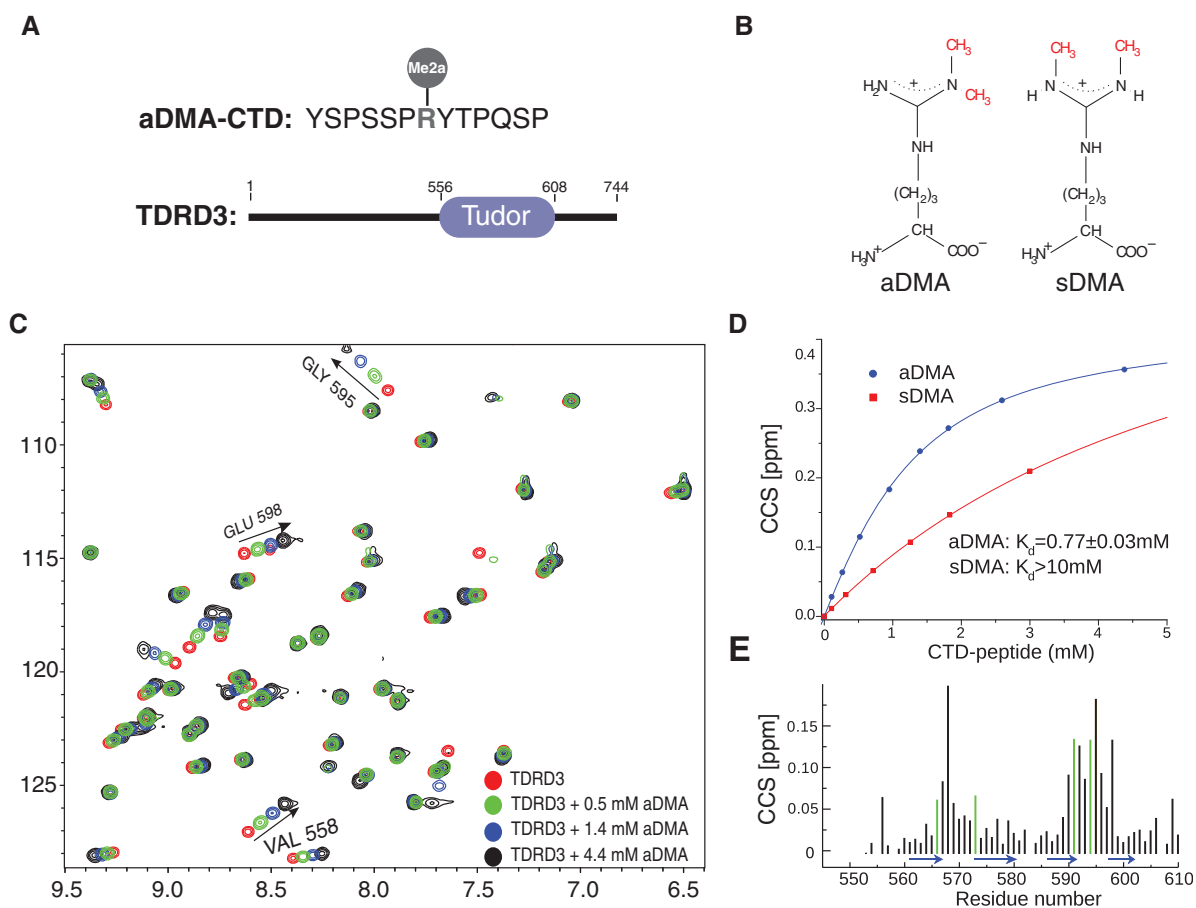 A
Me2a
aDMA-CTD: YSPSSPRYTPQSP
1 556 608 744
TDRD3: Tudor
B
CH₃ CH₃ CH₃
H₂N + N CH₃ N + N
H H
NH NH
(CH₂)₃ (CH₂)₃
CH CH
H₃N⁺ COO⁻ H₃N⁺ COO⁻
aDMA sDMA
C
GLY 595
GLU 598
VAL 558
110
115
120
125
TDRD3
TDRD3 + 0.5 mM aDMA
TDRD3 + 1.4 mM aDMA
TDRD3 + 4.4 mM aDMA
9.5 9.0 8.5 8.0 7.5 7.0 6.5
D
CCS [ppm]
0.4
0.3
0.2
0.1
0.0
aDMA
sDMA
aDMA: Kd=0.77±0.03mM
sDMA: Kd>10mM
0 1 2 3 4 5
CTD-peptide (mM)
E
CCS [ppm]
0.15
0.10
0.05
0
550 560 570 580 590 600 610
Residue number